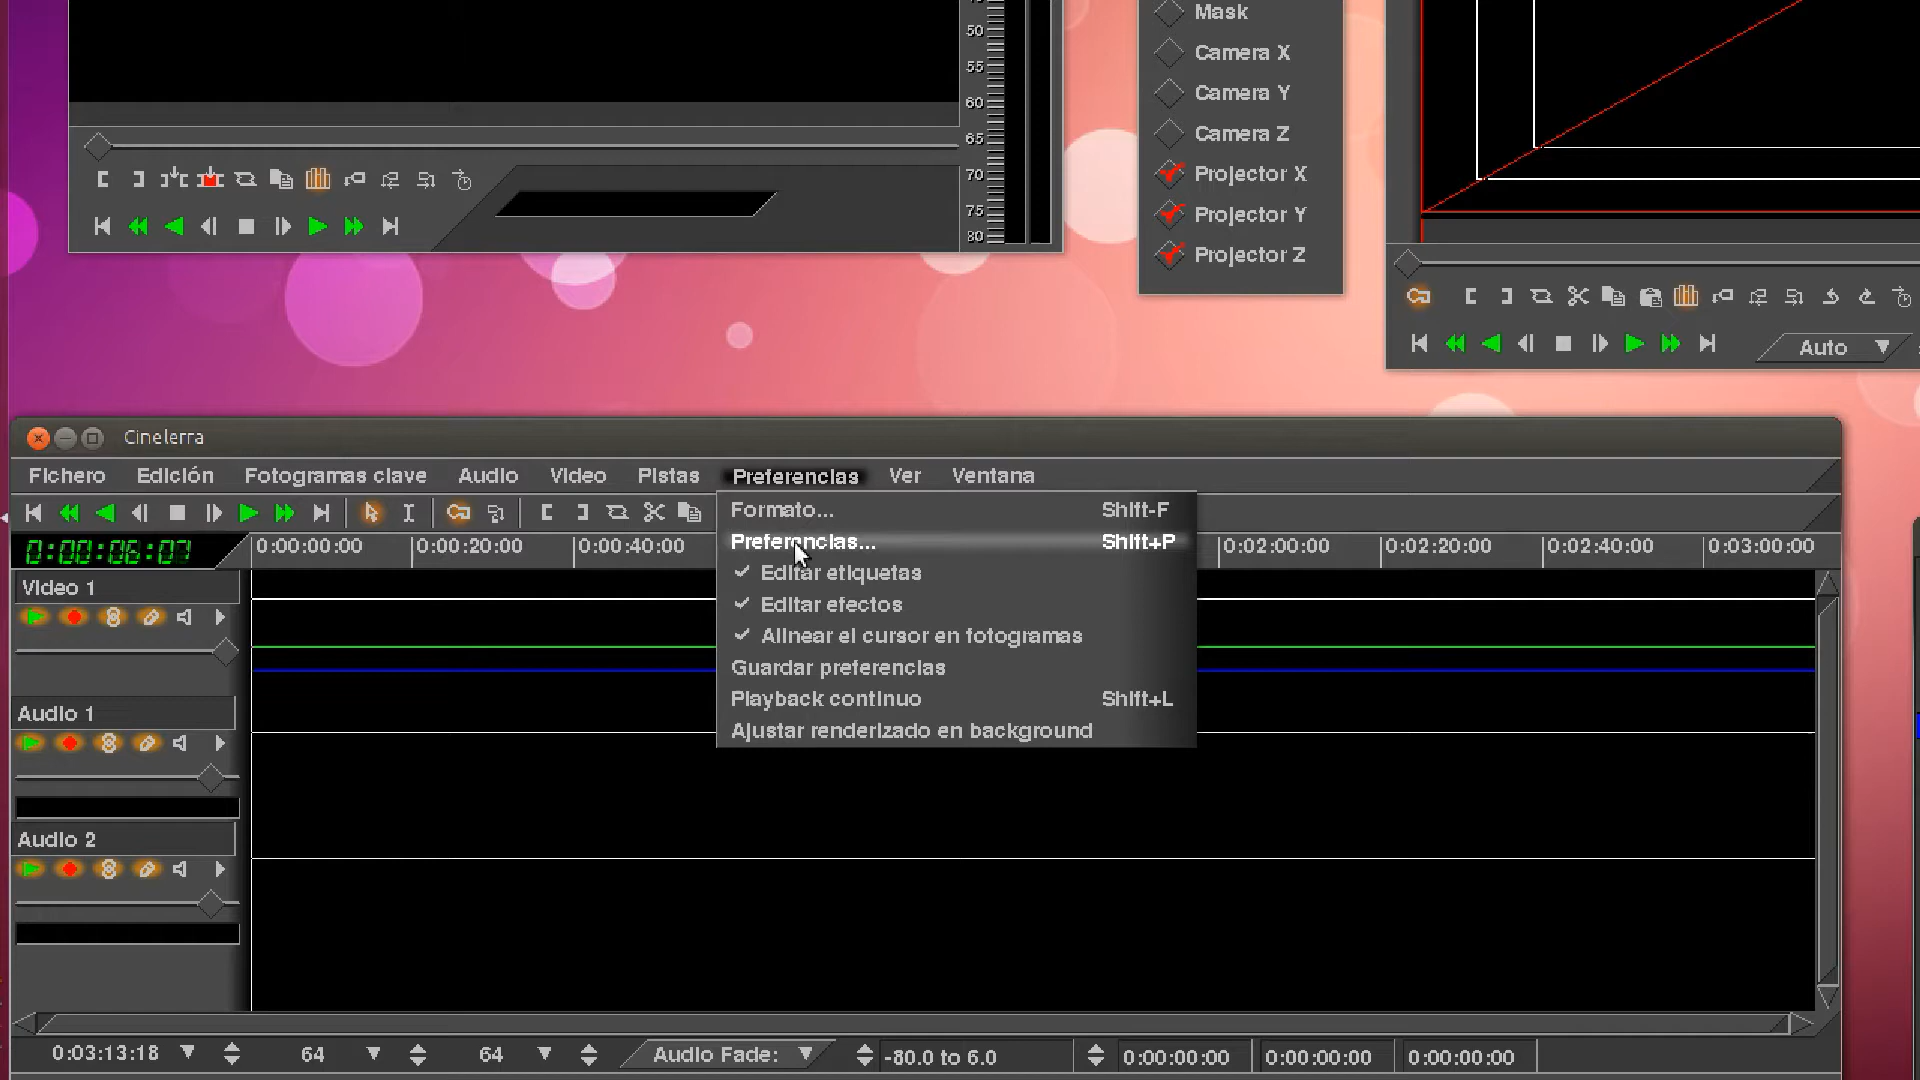 50
55
60
65
70
75
80
Mask
Camera X
Camera Y
Camera Z
Projector X
Projector Y
Projector Z
Auto
Cinelerra
Fichero Edición Fotogramas clave Audio Video Pistas Preferencias Ver Ventana
Formato... Shift-F
Preferencias... Shift+P
Editar etiquetas
Editar efectos
Alinear el cursor en fotogramas
Guardar preferencias
Playback continuo Shift+L
Ajustar renderizado en background
0:00:06:07 0:00:00:00 0:00:20:00 0:00:40:00 0:02:00:00 0:02:20:00 0:02:40:00 0:03:00:00
Video 1
Audio 1
Audio 2
0:03:13:18 64 64 Audio Fade: -80.0 to 6.0 0:00:00:00 0:00:00:00 0:00:00:00